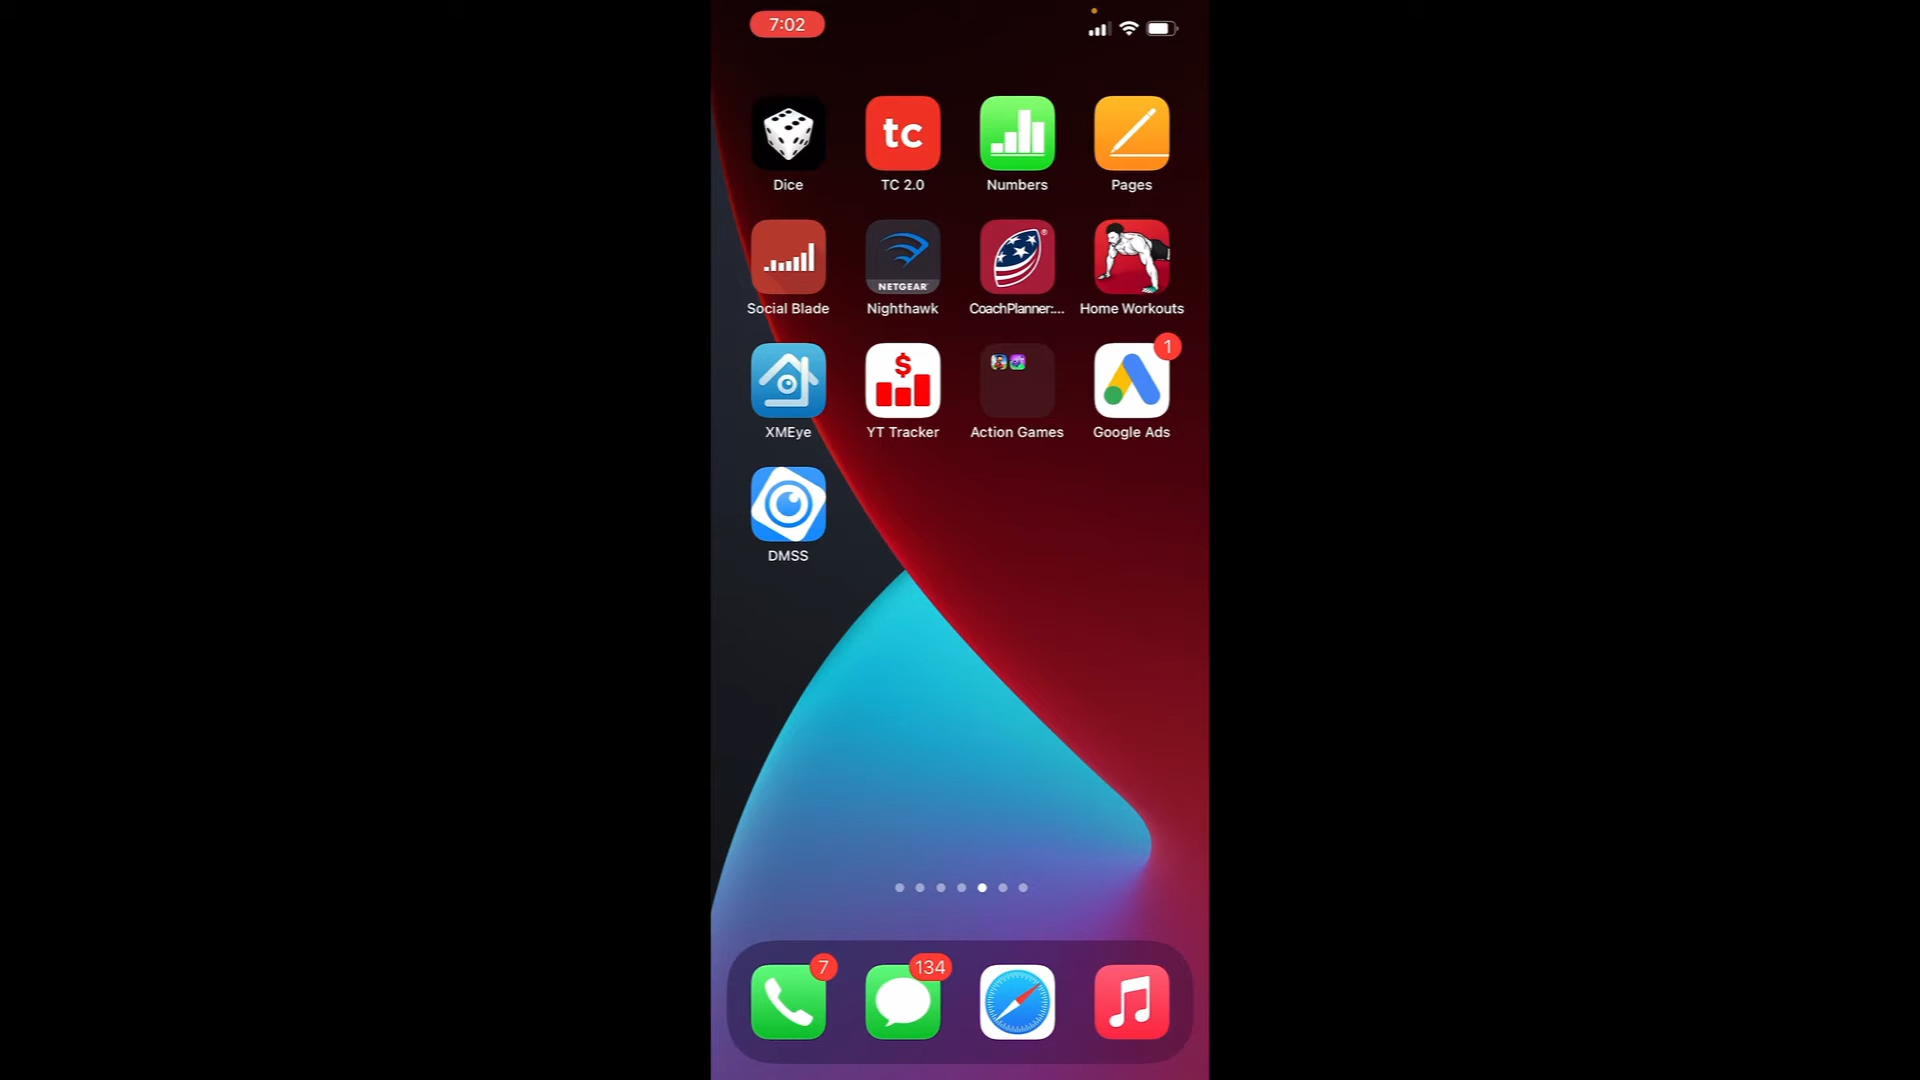 7:02
tc
Dice
TC 2.0
Numbers
Pages
NETGEAR
Social Blade
Nighthawk
CoachPlanner:...
Home Workouts
$
1
XMEye
YT Tracker
Action Games
Google Ads
DMSS
7
134